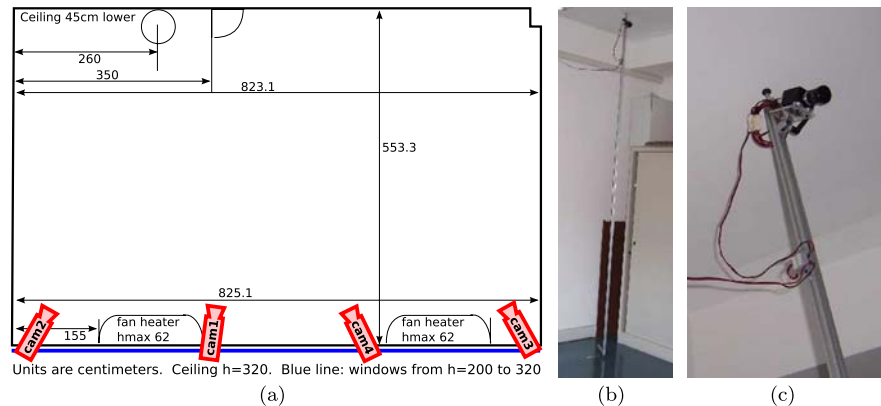 Ceiling 45cm lower
260
350
823.1
553.3
825.1
155
fan heater
hmax 62
fan heater
hmax 62
cam2
cam1
cam4
cam3
Units are centimeters. Ceiling h=320. Blue line: windows from h=200 to 320
(a)
(b)
(c)